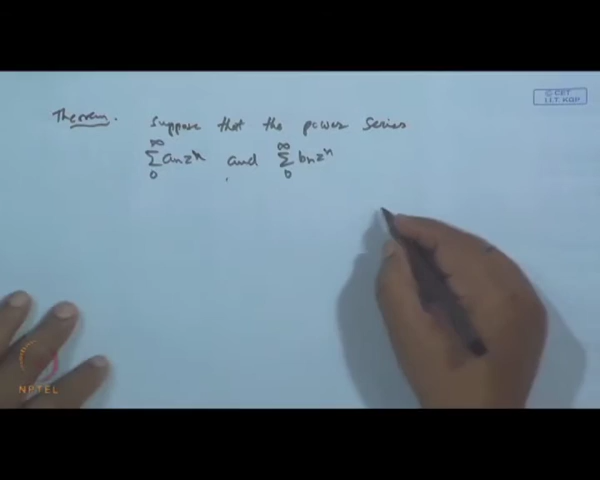 © CET
I.I.T. KGP
Theorem. Suppose that the power series
∞ ∞
∑ anzⁿ and ∑ bnzⁿ
0 0
NPTEL